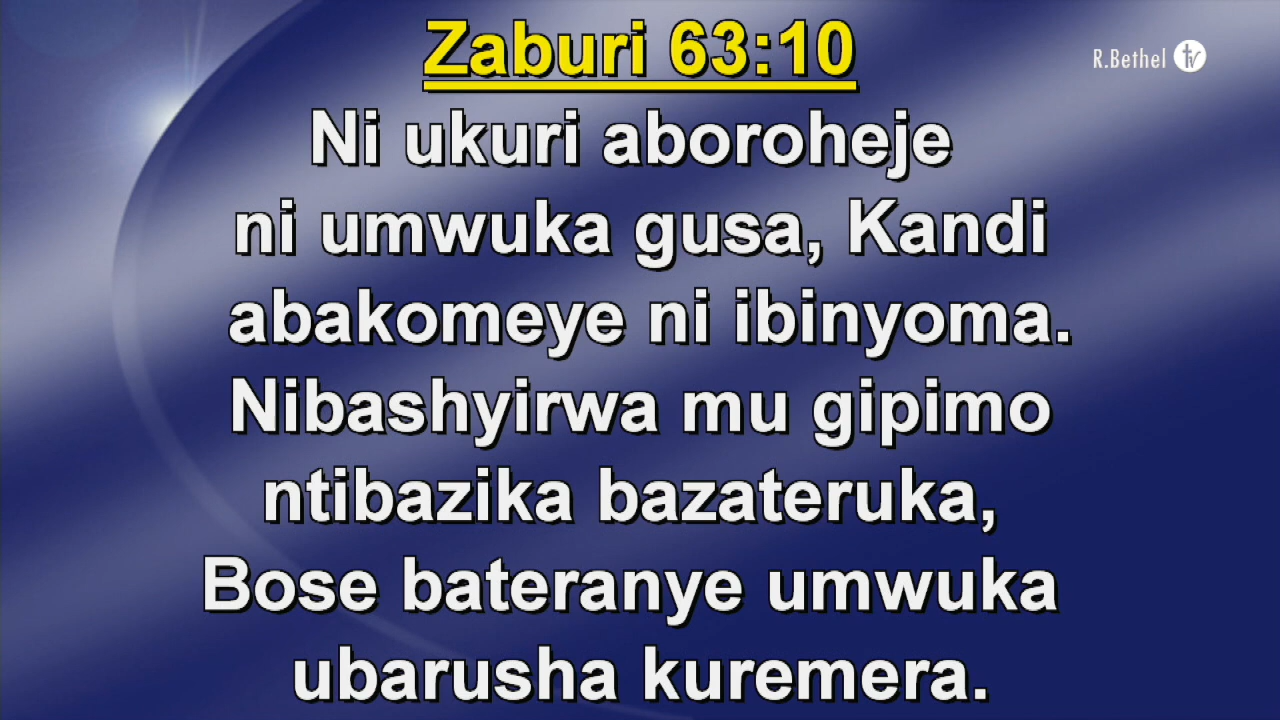 Zaburi 63:10
R.Bethel tv
Ni ukuri aboroheje
ni umwuka gusa, Kandi
abakomeye ni ibinyoma.
Nibashyirwa mu gipimo
ntibazika bazateruka,
Bose bateranye umwuka
ubarusha kuremera.